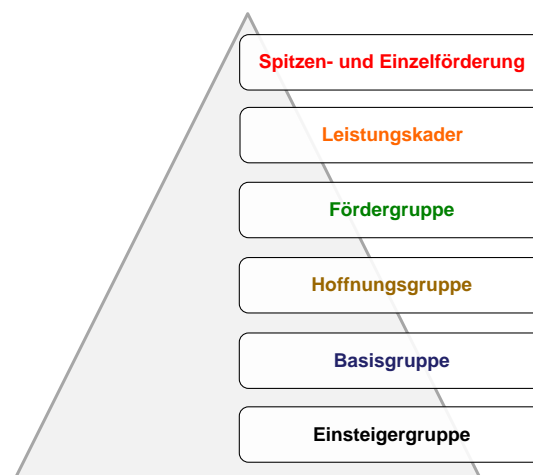 Spitzen- und Einzelförderung
Leistungskader
Fördergruppe
Hoffnungsgruppe
Basisgruppe
Einsteigergruppe